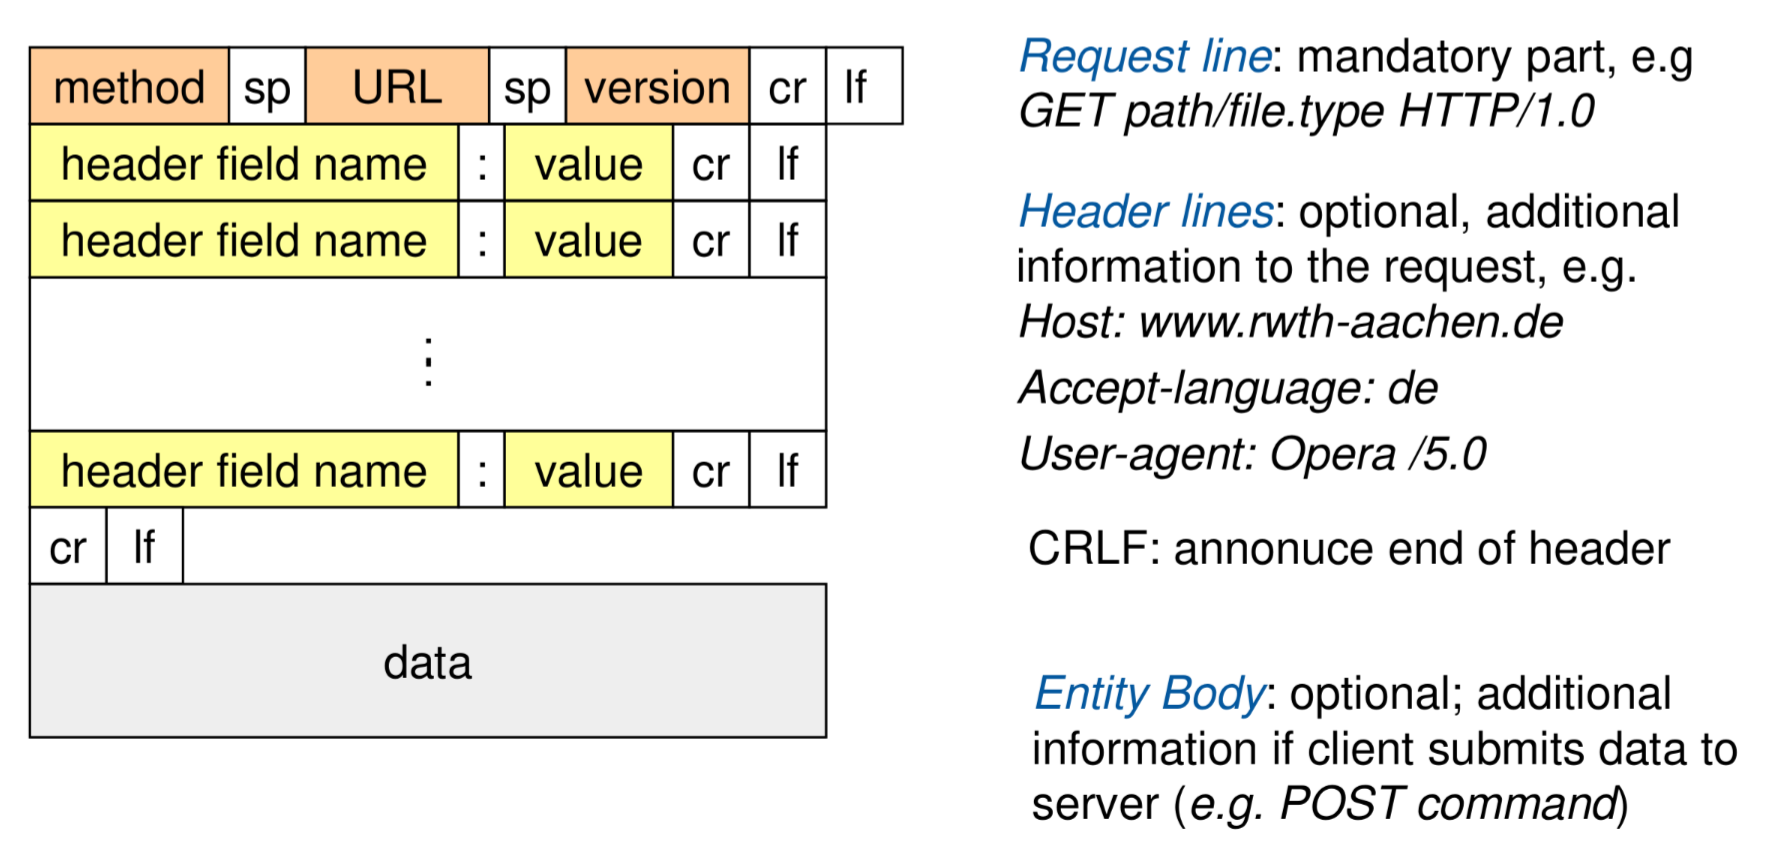 method sp URL sp version cr lf
header field name : value cr lf
header field name : value cr lf
⋮
header field name : value cr lf
cr lf
data
Request line: mandatory part, e.g
GET path/file.type HTTP/1.0
Header lines: optional, additional
information to the request, e.g.
Host: www.rwth-aachen.de
Accept-language: de
User-agent: Opera /5.0
CRLF: annonuce end of header
Entity Body: optional; additional
information if client submits data to
server (e.g. POST command)